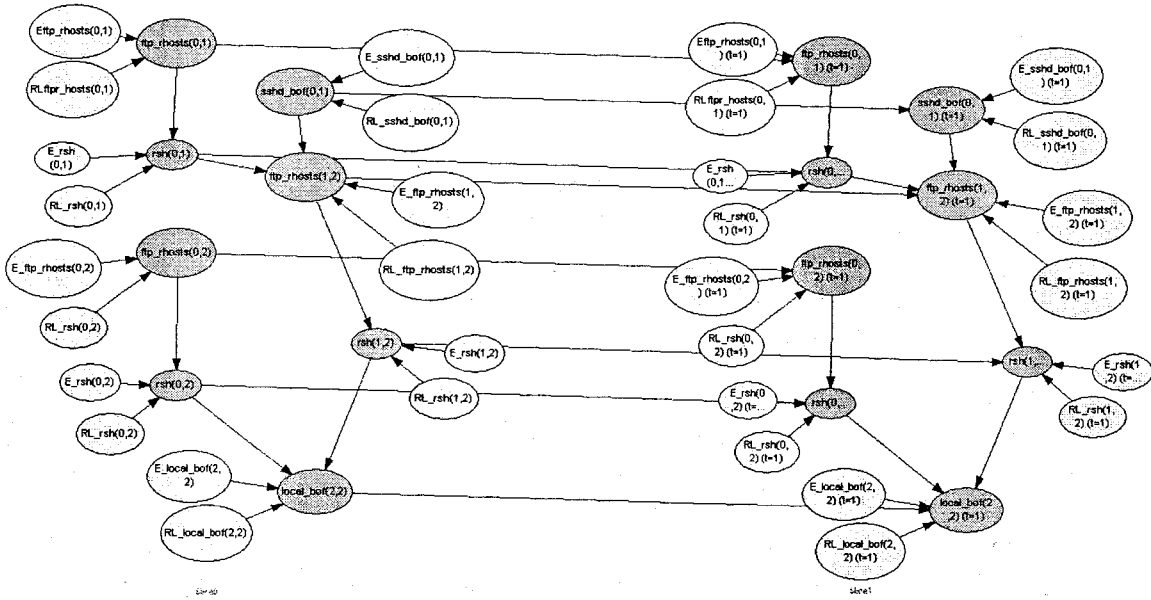 Eftp_rhosts(0,1)
ftp_rhosts(0,1)
RLftpr_hosts(0,1)
E_sshd_bof(0,1)
sshd_bof(0,1)
RL_sshd_bof(0,1)
E_rsh
(0,1)
rsh(0,1)
RL_rsh(0,1)
ftp_rhosts(1,2)
E_ftp_rhosts(1,
2)
RL_ftp_rhosts(1,2)
ftp_rhosts(0,2)
E_ftp_rhosts(0,2)
RL_rsh(0,2)
rsh(1,2)
E_rsh(1,2)
RL_rsh(1,2)
E_rsh(0,2)
rsh(0,2)
RL_rsh(0,2)
E_local_bof(2,
2)
local_bof(2,2)
RL_local_bof(2,2)
Eftp_rhosts(0,1
) (t=1)
ftp_rhosts(0,
1) (t=1)
RLftpr_hosts(0,
1) (t=1)
E_sshd_bof(0,1
) (t=1)
sshd_bof(0,
1) (t=1)
RL_sshd_bof(0,
1) (t=1)
E_rsh
(0,1...
rsh(0,...
RL_rsh(0,
1) (t=1)
ftp_rhosts(1,
2) (t=1)
E_ftp_rhosts(1,
2) (t=1)
RL_ftp_rhosts(1,
2) (t=1)
ftp_rhosts(0,
2) (t=1)
E_ftp_rhosts(0,2
) (t=1)
RL_rsh(0,
2) (t=1)
rsh(1,...
E_rsh(1
,2) (t=...
RL_rsh(1,
2) (t=1)
E_rsh(0
,2) (t=...
rsh(0,...
RL_rsh(0,
2) (t=1)
E_local_bof(2,
2) (t=1)
local_bof(2
,2) (t=1)
RL_local_bof(2,
2) (t=1)